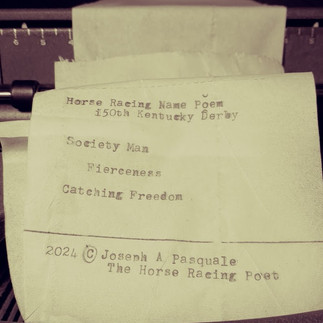 Horse Racing Name Poem
150th Kentucky Derby
Society Man
Fierceness
Catching Freedom
2024 © Joseph A Pasquale
The Horse Racing Poet